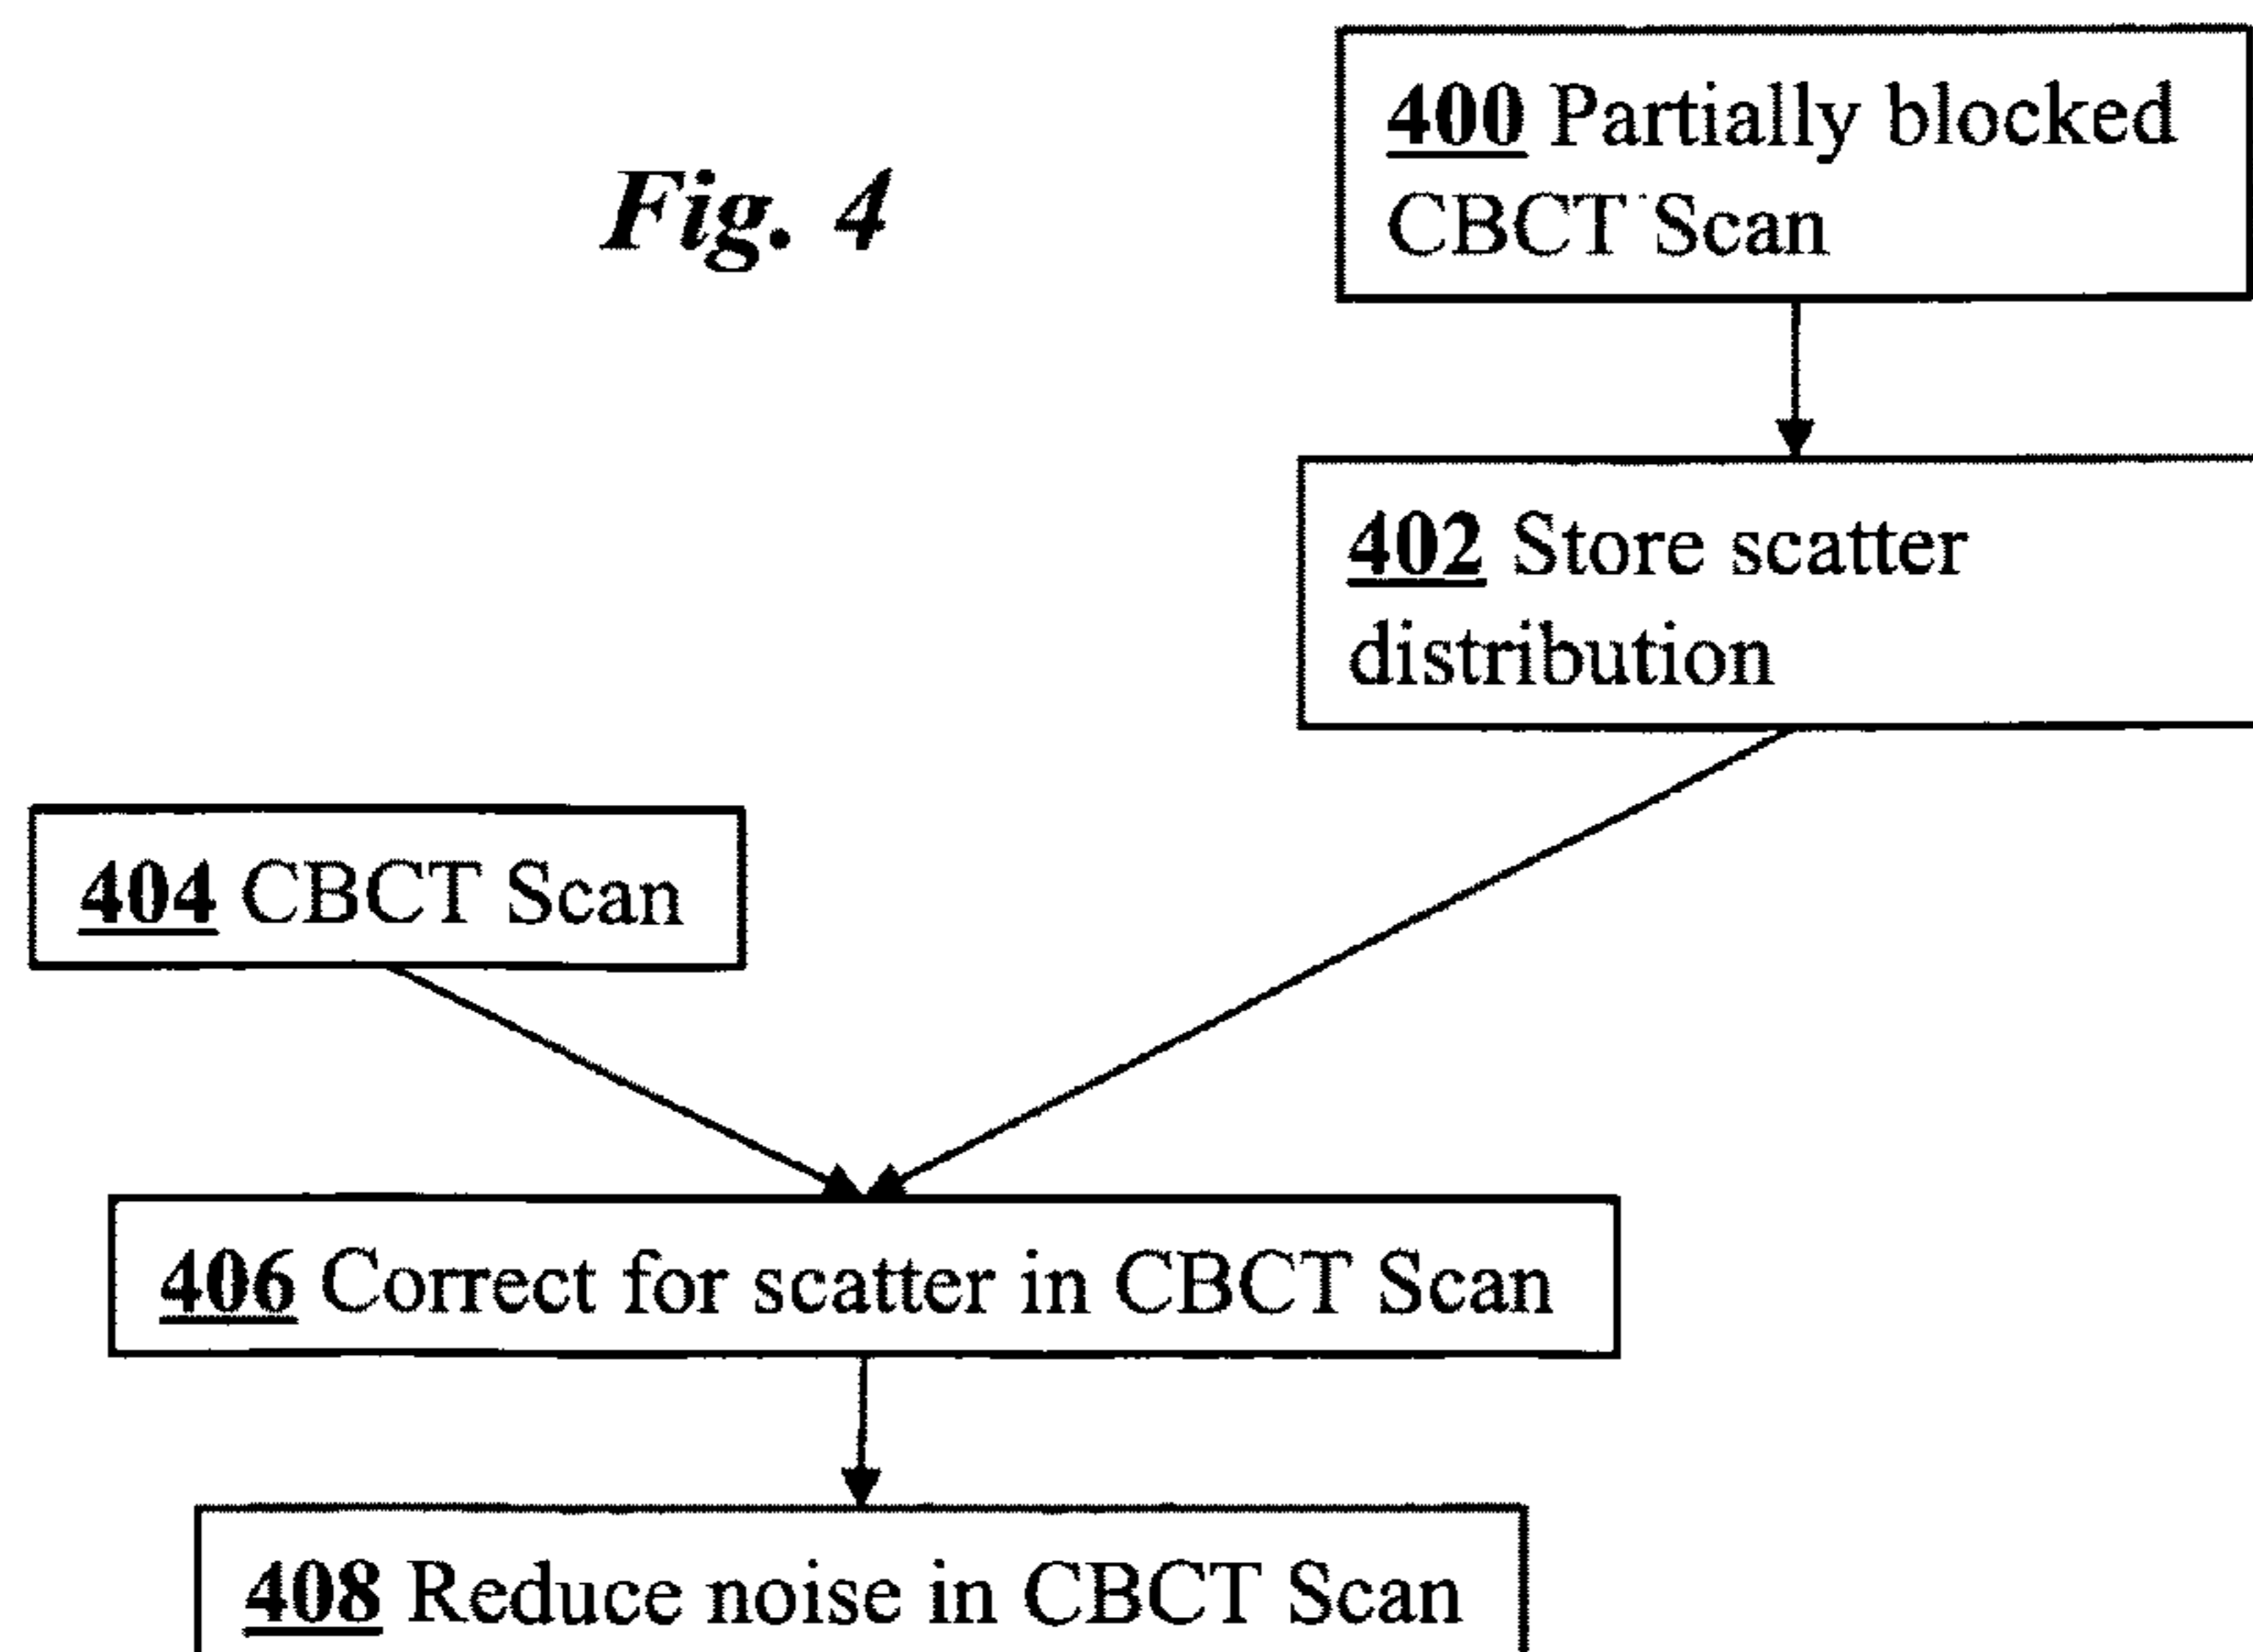 Fig. 4
400 Partially blocked
CBCT Scan
402 Store scatter
distribution
404 CBCT Scan
406 Correct for scatter in CBCT Scan
408 Reduce noise in CBCT Scan